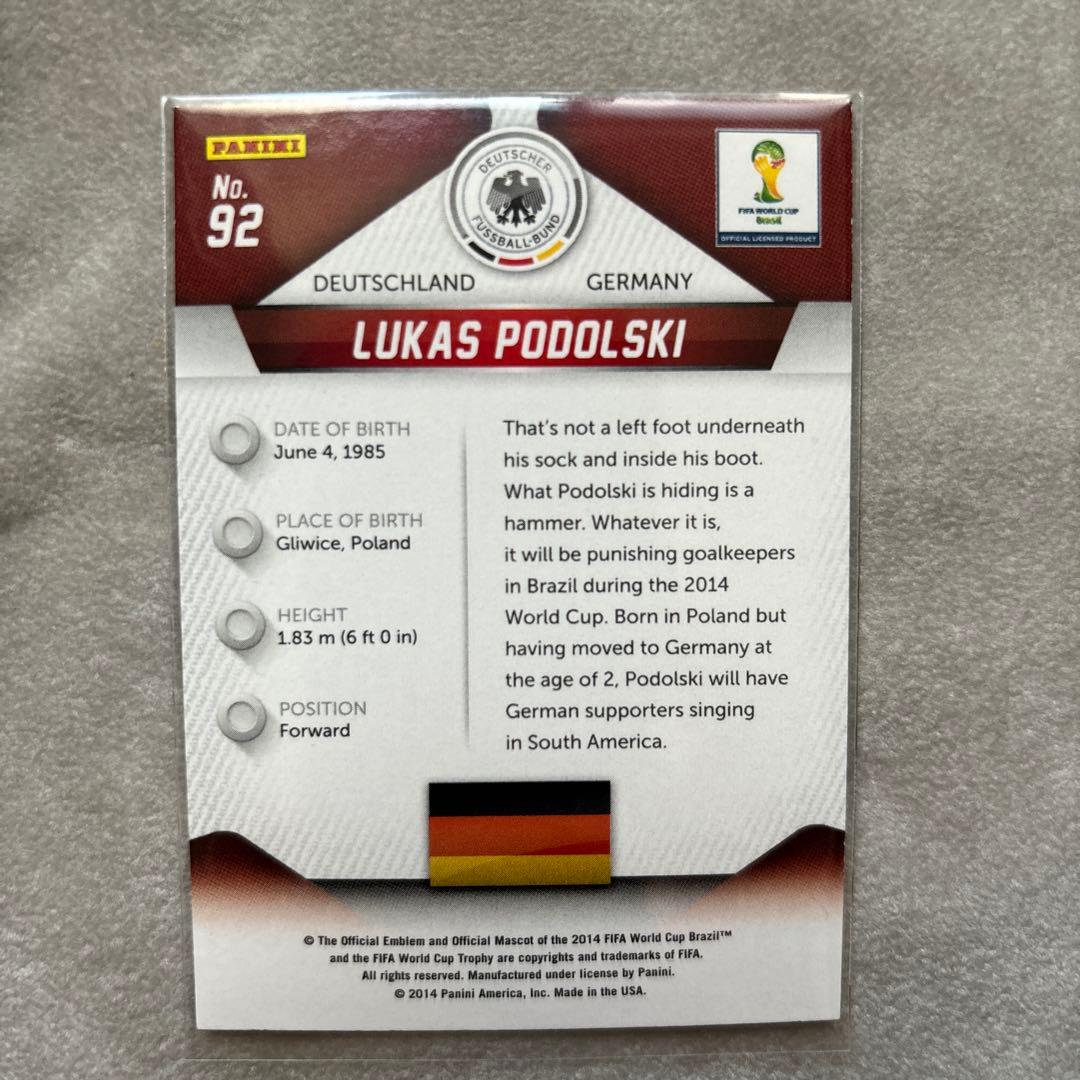 PANINI
No.
92
DEUTSCHER
FUSSBALL-BUND
FIFA WORLD CUP
Brasil
OFFICIAL LICENSED PRODUCT
DEUTSCHLAND
GERMANY
LUKAS PODOLSKI
DATE OF BIRTH
June 4, 1985
PLACE OF BIRTH
Gliwice, Poland
HEIGHT
1.83 m (6 ft 0 in)
POSITION
Forward
That's not a left foot underneath
his sock and inside his boot.
What Podolski is hiding is a
hammer. Whatever it is,
it will be punishing goalkeepers
in Brazil during the 2014
World Cup. Born in Poland but
having moved to Germany at
the age of 2, Podolski will have
German supporters singing
in South America.
© The Official Emblem and Official Mascot of the 2014 FIFA World Cup Brazil™
and the FIFA World Cup Trophy are copyrights and trademarks of FIFA.
All rights reserved. Manufactured under license by Panini.
© 2014 Panini America, Inc. Made in the USA.